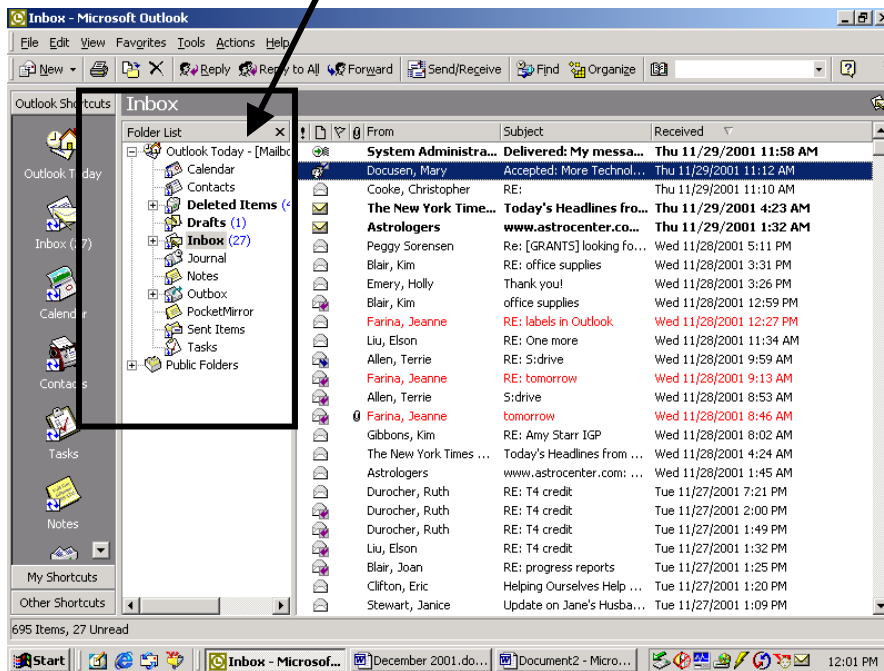 Inbox - Microsoft Outlook
File Edit View Favorites Tools Actions Help
New Reply Reply to All Forward Send/Receive Find Organize
Outlook Shortcuts
Inbox
Folder List
Outlook Today - [Mailbo
Calendar
Contacts
Deleted Items (4
Drafts (1)
Inbox (27)
Journal
Notes
Outbox
PocketMirror
Sent Items
Tasks
Public Folders
Outlook Today
Inbox (27)
Calendar
Contacts
Tasks
Notes
My Shortcuts
Other Shortcuts
! From Subject Received
System Administra... Delivered: My messa... Thu 11/29/2001 11:58 AM
Docusen, Mary Accepted: More Technol... Thu 11/29/2001 11:12 AM
Cooke, Christopher RE: Thu 11/29/2001 11:10 AM
The New York Time... Today's Headlines fro... Thu 11/29/2001 4:23 AM
Astrologers www.astrocenter.co... Thu 11/29/2001 1:32 AM
Peggy Sorensen Re: [GRANTS] looking fo... Wed 11/28/2001 5:11 PM
Blair, Kim RE: office supplies Wed 11/28/2001 3:31 PM
Emery, Holly Thank you! Wed 11/28/2001 3:26 PM
Blair, Kim office supplies Wed 11/28/2001 12:59 PM
Farina, Jeanne RE: labels in Outlook Wed 11/28/2001 12:27 PM
Liu, Elson RE: One more Wed 11/28/2001 11:34 AM
Allen, Terrie RE: S:drive Wed 11/28/2001 9:59 AM
Farina, Jeanne RE: tomorrow Wed 11/28/2001 9:13 AM
Allen, Terrie S:drive Wed 11/28/2001 8:53 AM
Farina, Jeanne tomorrow Wed 11/28/2001 8:46 AM
Gibbons, Kim RE: Amy Starr IGP Wed 11/28/2001 8:02 AM
The New York Times ... Today's Headlines from ... Wed 11/28/2001 4:24 AM
Astrologers www.astrocenter.com: ... Wed 11/28/2001 1:45 AM
Durocher, Ruth RE: T4 credit Tue 11/27/2001 7:21 PM
Durocher, Ruth RE: T4 credit Tue 11/27/2001 2:00 PM
Durocher, Ruth RE: T4 credit Tue 11/27/2001 1:49 PM
Liu, Elson RE: T4 credit Tue 11/27/2001 1:32 PM
Blair, Joan RE: progress reports Tue 11/27/2001 1:25 PM
Clifton, Eric Helping Ourselves Help ... Tue 11/27/2001 1:20 PM
Stewart, Janice Update on Jane's Husba... Tue 11/27/2001 1:09 PM
695 Items, 27 Unread
Start Inbox - Microsof... December 2001.do... Document2 - Micro... 12:01 PM